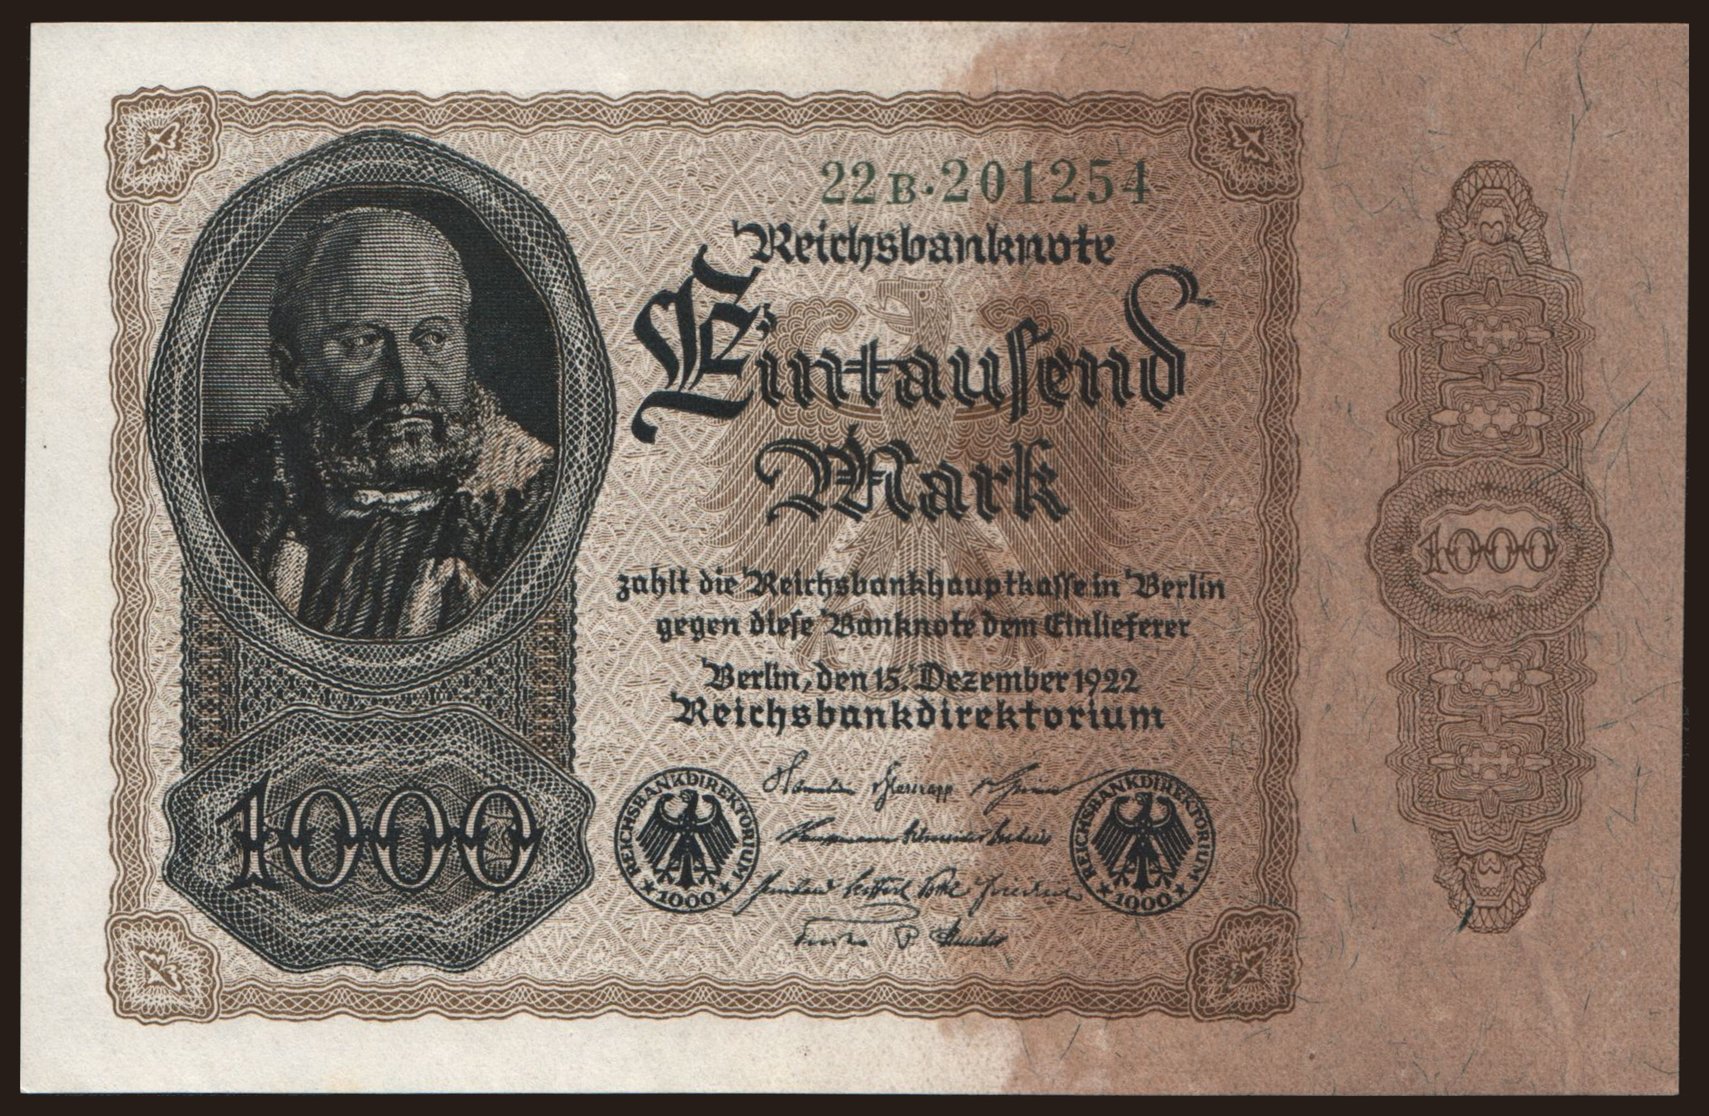 22B·201254
Reichsbanknote
Eintausend
Mark
zahlt die Reichsbankhauptkasse in Berlin
gegen diese Banknote dem Einlieferer
Berlin, den 15. Dezember 1922
Reichsbankdirektorium
1000
REICHSBANKDIREKTORIUM
1000
REICHSBANKDIREKTORIUM
1000
1000